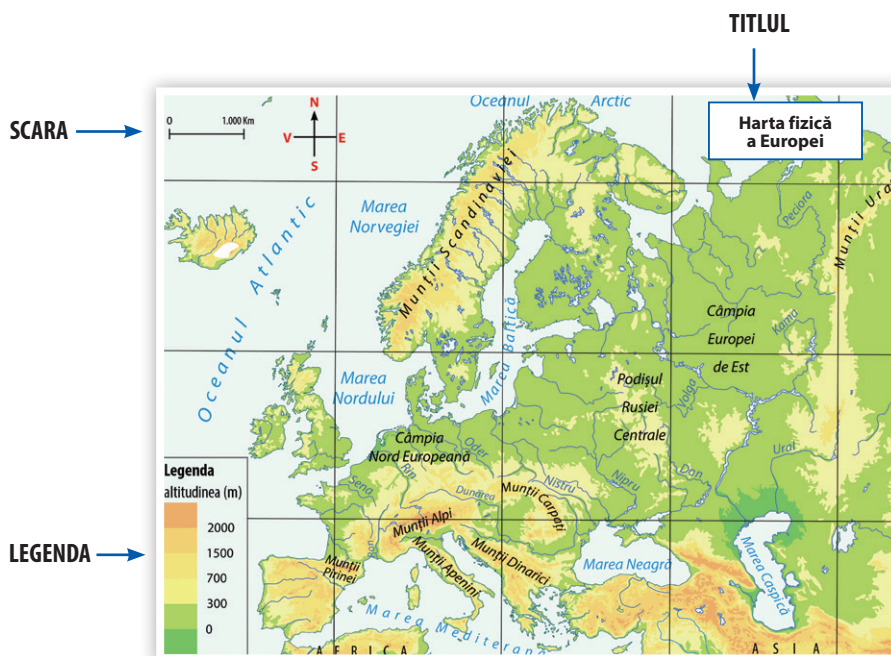 TITLUL
SCARA
0 1.000 Km
N
V E
S
Harta fizică
a Europei
Oceanul Arctic
Oceanul Atlantic
Marea
Norvegiei
Munții Scandinaviei
Marea Baltică
Peciora
Munții Ural
Câmpia
Europei
de Est
Kama
Marea
Nordului
Podișul
Rusiei
Centrale
Volga
Câmpia
Nord Europeană
Oder
Rin
Sena
Dunărea
Nistru
Nipru
Don
Ural
Munții Carpați
Munții Alpi
Munții
Pirinei
Munții Apenini
Munții Dinarici
Marea Neagră
Marea Caspică
Marea Mediterană
AFRICA
ASIA
LEGENDA
Legenda
altitudinea (m)
2000
1500
700
300
0